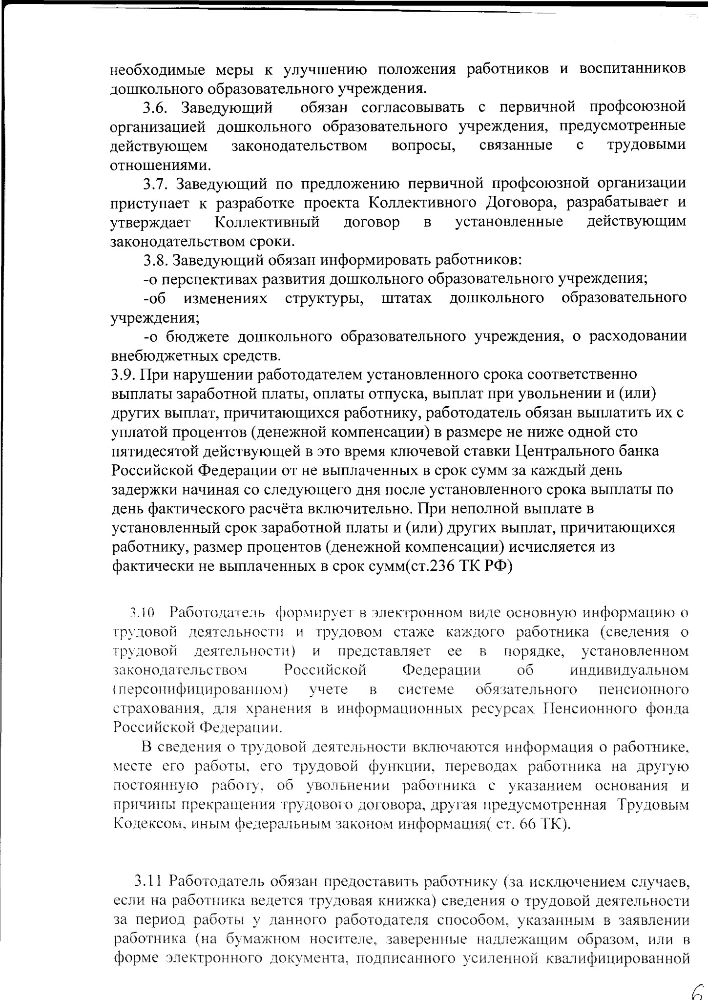 необходимые меры к улучшению положения работников и воспитанников
дошкольного образовательного учреждения.
3.6. Заведующий обязан согласовывать с первичной профсоюзной
организацией дошкольного образовательного учреждения, предусмотренные
действующем законодательством вопросы, связанные с трудовыми
отношениями.
3.7. Заведующий по предложению первичной профсоюзной организации
приступает к разработке проекта Коллективного Договора, разрабатывает и
утверждает Коллективный договор в установленные действующим
законодательством сроки.
3.8. Заведующий обязан информировать работников:
-о перспективах развития дошкольного образовательного учреждения;
-об изменениях структуры, штатах дошкольного образовательного
учреждения;
-о бюджете дошкольного образовательного учреждения, о расходовании
внебюджетных средств.
3.9. При нарушении работодателем установленного срока соответственно
выплаты заработной платы, оплаты отпуска, выплат при увольнении и (или)
других выплат, причитающихся работнику, работодатель обязан выплатить их с
уплатой процентов (денежной компенсации) в размере не ниже одной сто
пятидесятой действующей в это время ключевой ставки Центрального банка
Российской Федерации от не выплаченных в срок сумм за каждый день
задержки начиная со следующего дня после установленного срока выплаты по
день фактического расчёта включительно. При неполной выплате в
установленный срок заработной платы и (или) других выплат, причитающихся
работнику, размер процентов (денежной компенсации) исчисляется из
фактически не выплаченных в срок сумм(ст.236 ТК РФ)
3.10 Работодатель формирует в электронном виде основную информацию о
трудовой деятельности и трудовом стаже каждого работника (сведения о
трудовой деятельности) и представляет ее в порядке, установленном
законодательством Российской Федерации об индивидуальном
(персонифицированном) учете в системе обязательного пенсионного
страхования, для хранения в информационных ресурсах Пенсионного фонда
Российской Федерации.
В сведения о трудовой деятельности включаются информация о работнике,
месте его работы, его трудовой функции, переводах работника на другую
постоянную работу, об увольнении работника с указанием основания и
причины прекращения трудового договора, другая предусмотренная Трудовым
Кодексом, иным федеральным законом информация( ст. 66 ТК).
3.11 Работодатель обязан предоставить работнику (за исключением случаев,
если на работника ведется трудовая книжка) сведения о трудовой деятельности
за период работы у данного работодателя способом, указанным в заявлении
работника (на бумажном носителе, заверенные надлежащим образом, или в
форме электронного документа, подписанного усиленной квалифицированной
6